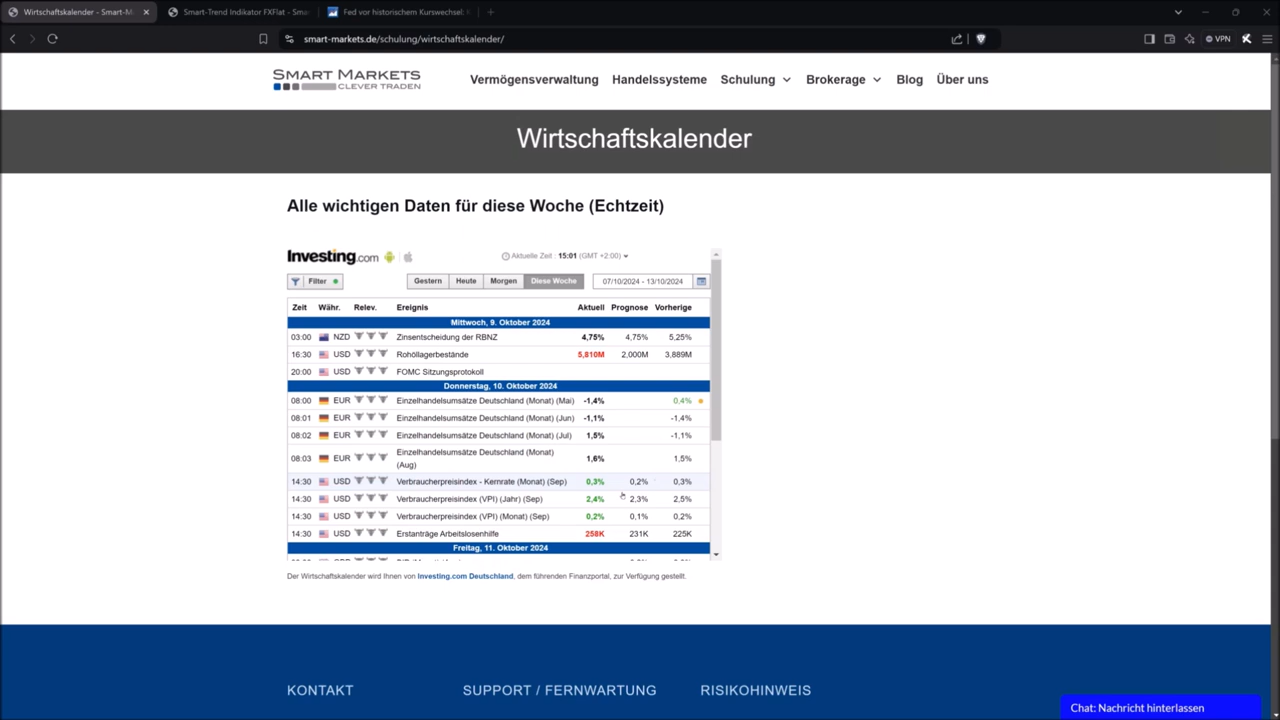 Wirtschaftskalender - Smart-M
Smart-Trend Indikator FXFlat - Sma
Fed vor historischem Kurswechsel: K
smart-markets.de/schulung/wirtschaftskalender/
VPN
SMART MARKETS
CLEVER TRADEN
Vermögensverwaltung Handelssysteme Schulung Brokerage Blog Über uns
Wirtschaftskalender
Alle wichtigen Daten für diese Woche (Echtzeit)
Investing.com
Aktuelle Zeit : 15:01 (GMT +2:00)
Filter
Gestern Heute Morgen Diese Woche 07/10/2024 - 13/10/2024
Zeit Währ. Relev. Ereignis Aktuell Prognose Vorherige
Mittwoch, 9. Oktober 2024
03:00 NZD Zinsentscheidung der RBNZ 4,75% 4,75% 5,25%
16:30 USD Rohöllagerbestände 5,810M 2,000M 3,889M
20:00 USD FOMC Sitzungsprotokoll
Donnerstag, 10. Oktober 2024
08:00 EUR Einzelhandelsumsätze Deutschland (Monat) (Mai) -1,4% 0,4%
08:01 EUR Einzelhandelsumsätze Deutschland (Monat) (Jun) -1,1% -1,4%
08:02 EUR Einzelhandelsumsätze Deutschland (Monat) (Jul) 1,5% -1,1%
08:03 EUR Einzelhandelsumsätze Deutschland (Monat) (Aug) 1,6% 1,5%
14:30 USD Verbraucherpreisindex - Kernrate (Monat) (Sep) 0,3% 0,2% 0,3%
14:30 USD Verbraucherpreisindex (VPI) (Jahr) (Sep) 2,4% 2,3% 2,5%
14:30 USD Verbraucherpreisindex (VPI) (Monat) (Sep) 0,2% 0,1% 0,2%
14:30 USD Erstanträge Arbeitslosenhilfe 258K 231K 225K
Freitag, 11. Oktober 2024
Der Wirtschaftskalender wird Ihnen von Investing.com Deutschland, dem führenden Finanzportal, zur Verfügung gestellt.
KONTAKT SUPPORT / FERNWARTUNG RISIKOHINWEIS
Chat: Nachricht hinterlassen